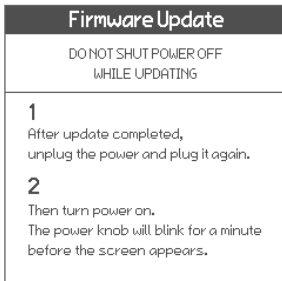 Firmware Update
DO NOT SHUT POWER OFF
WHILE UPDATING
1
After update completed,
unplug the power and plug it again.
2
Then turn power on.
The power knob will blink for a minute
before the screen appears.